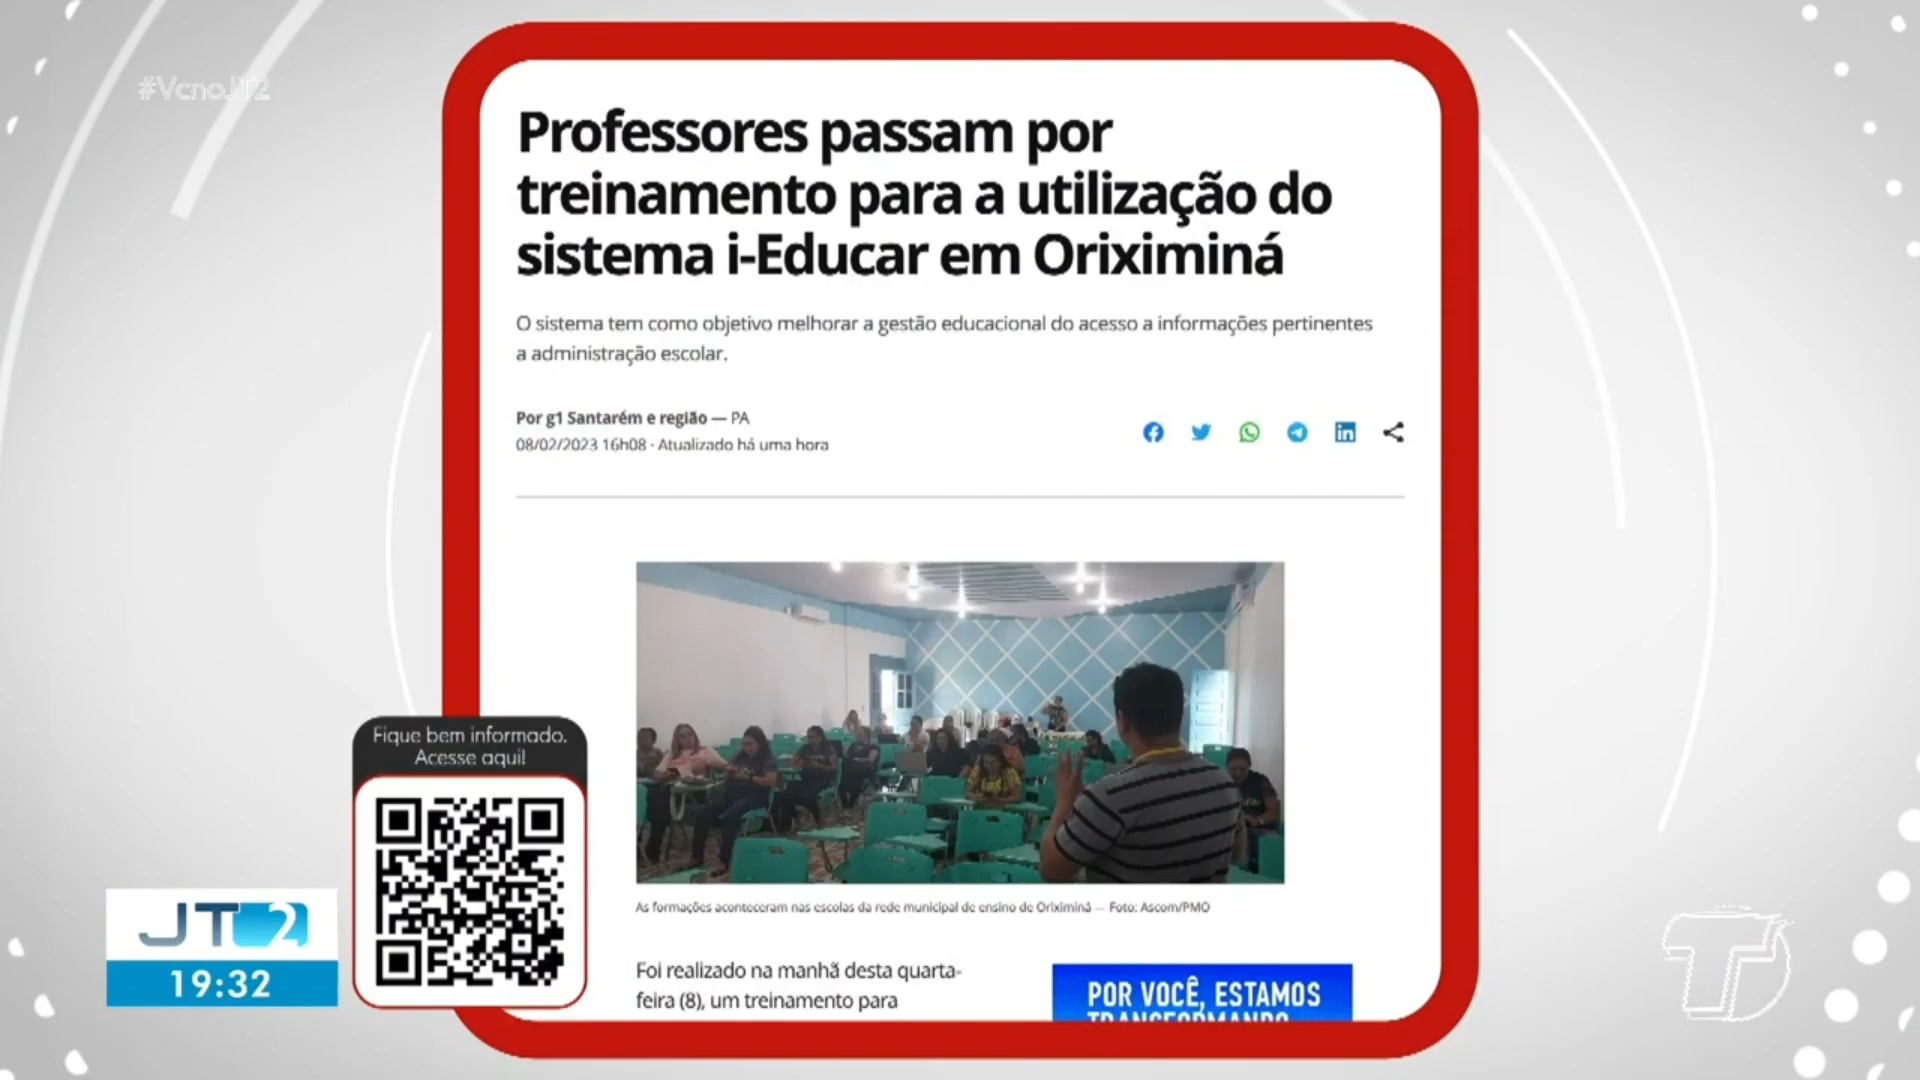 #VcnoJT2
Professores passam por
treinamento para a utilização do
sistema i-Educar em Oriximiná
O sistema tem como objetivo melhorar a gestão educacional do acesso a informações pertinentes
a administração escolar.
Por g1 Santarém e região — PA
08/02/2023 16h08 · Atualizado há uma hora
As formações aconteceram nas escolas da rede municipal de ensino de Oriximiná — Foto: Ascom/PMO
Foi realizado na manhã desta quarta-
feira (8), um treinamento para
POR VOCÊ, ESTAMOS
TRANSFORMANDO
Fique bem informado.
Acesse aqui!
JT2
19:32